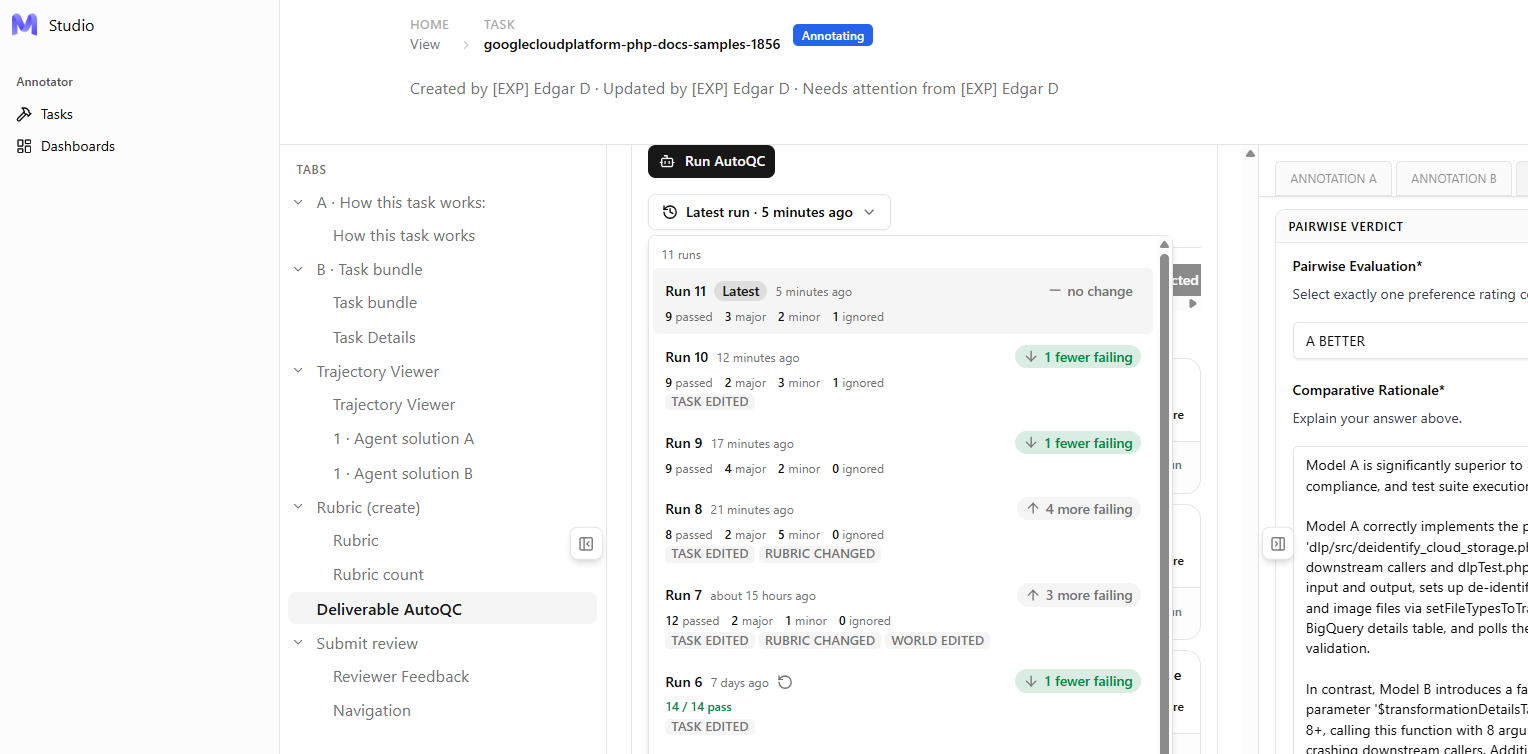 Studio
Annotator
Tasks
Dashboards
HOME
View
TASK
googlecloudplatform-php-docs-samples-1856
Annotating
Created by [EXP] Edgar D · Updated by [EXP] Edgar D · Needs attention from [EXP] Edgar D
TABS
A · How this task works:
How this task works
B · Task bundle
Task bundle
Task Details
Trajectory Viewer
Trajectory Viewer
1 · Agent solution A
1 · Agent solution B
Rubric (create)
Rubric
Rubric count
Deliverable AutoQC
Submit review
Reviewer Feedback
Navigation
Run AutoQC
Latest run · 5 minutes ago
11 runs
Run 11 Latest 5 minutes ago — no change
9 passed 3 major 2 minor 1 ignored
Run 10 12 minutes ago ↓ 1 fewer failing
9 passed 2 major 3 minor 1 ignored
TASK EDITED
Run 9 17 minutes ago ↓ 1 fewer failing
9 passed 4 major 2 minor 0 ignored
Run 8 21 minutes ago ↑ 4 more failing
8 passed 2 major 5 minor 0 ignored
TASK EDITED RUBRIC CHANGED
Run 7 about 15 hours ago ↑ 3 more failing
12 passed 2 major 1 minor 0 ignored
TASK EDITED RUBRIC CHANGED WORLD EDITED
Run 6 7 days ago ↓ 1 fewer failing
14 / 14 pass
TASK EDITED
cted
re
un
re
un
e
re
ANNOTATION A
ANNOTATION B
PAIRWISE VERDICT
Pairwise Evaluation*
Select exactly one preference rating c
A BETTER
Comparative Rationale*
Explain your answer above.
Model A is significantly superior to
compliance, and test suite execution
Model A correctly implements the p
'dlp/src/deidentify_cloud_storage.ph
downstream callers and dlpTest.php
input and output, sets up de-identif
and image files via setFileTypesToTra
BigQuery details table, and polls the
validation.
In contrast, Model B introduces a fa
parameter '$transformationDetailsTa
8+, calling this function with 8 argu
crashing downstream callers. Additi